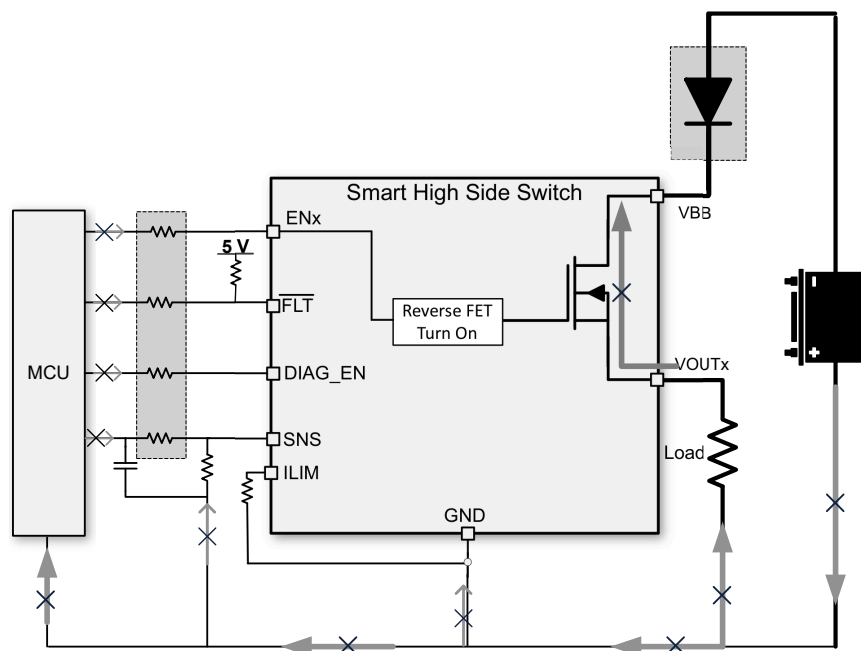 Smart High Side Switch
VBB
ENx
5 V
FLT
Reverse FET
Turn On
MCU
DIAG_EN
VOUTx
SNS
ILIM
Load
GND
-
+